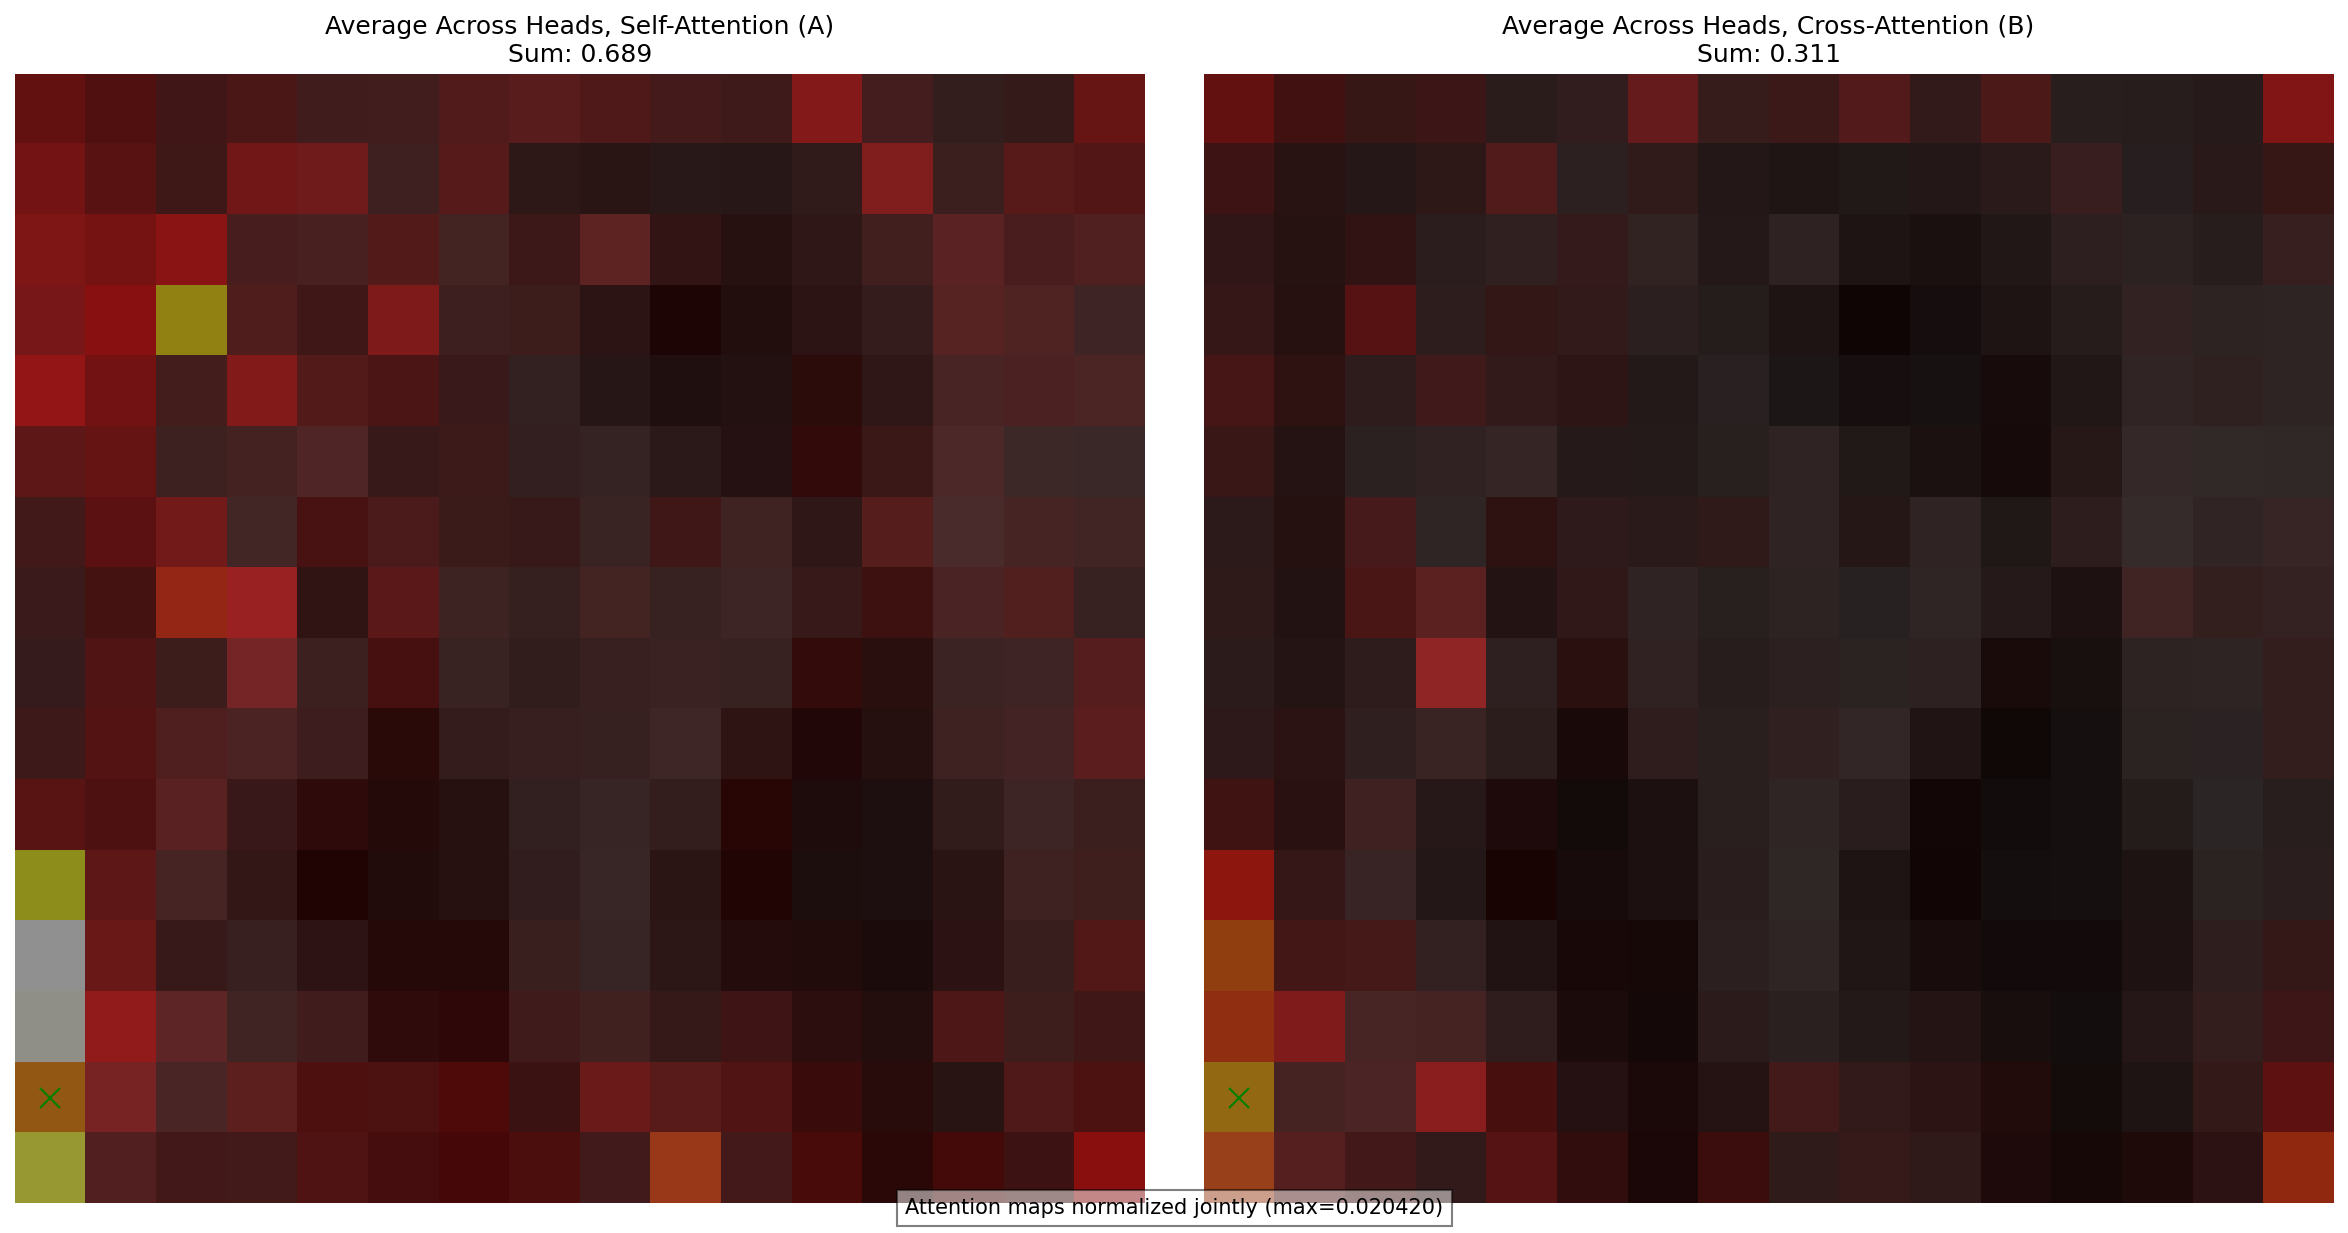 Average Across Heads, Self-Attention (A)
Sum: 0.689
Average Across Heads, Cross-Attention (B)
Sum: 0.311
Attention maps normalized jointly (max=0.020420)